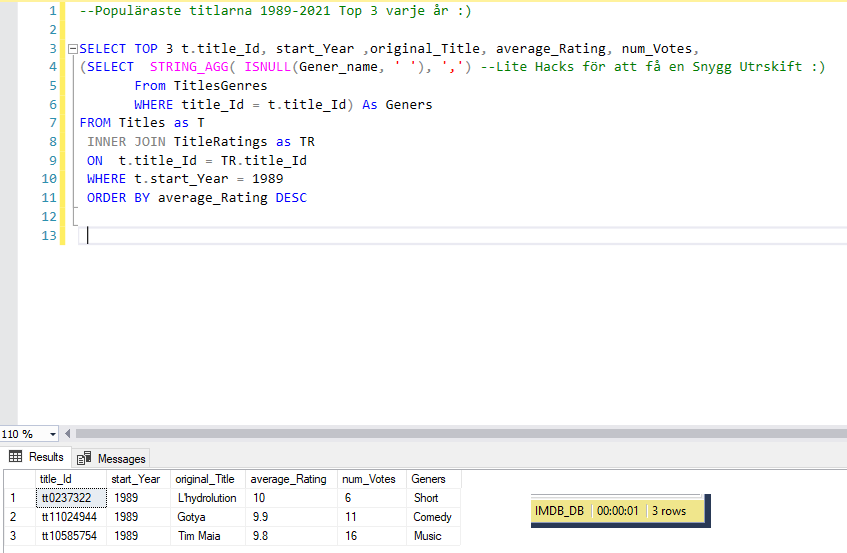 1 --Populäraste titlarna 1989-2021 Top 3 varje år :)
2
3 SELECT TOP 3 t.title_Id, start_Year ,original_Title, average_Rating, num_Votes,
4 (SELECT STRING_AGG( ISNULL(Gener_name, ' '), ',') --Lite Hacks för att få en Snygg Utrskift :)
5 From TitlesGenres
6 WHERE title_Id = t.title_Id) As Geners
7 FROM Titles as T
8 INNER JOIN TitleRatings as TR
9 ON t.title_Id = TR.title_Id
10 WHERE t.start_Year = 1989
11 ORDER BY average_Rating DESC
12
13
110 %
Results Messages
title_Id start_Year original_Title average_Rating num_Votes Geners
1 tt0237322 1989 L'hydrolution 10 6 Short
2 tt11024944 1989 Gotya 9.9 11 Comedy
3 tt10585754 1989 Tim Maia 9.8 16 Music
IMDB_DB 00:00:01 3 rows